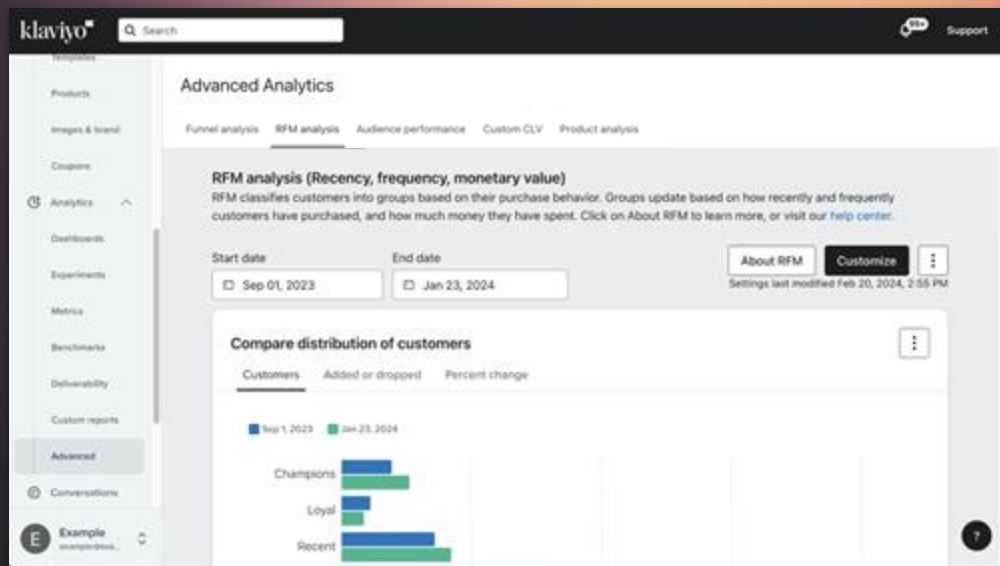 klaviyo
Search
99+
Support
Templates
Products
Images & brand
Coupons
Analytics
Dashboards
Experiments
Metrics
Benchmarks
Deliverability
Custom reports
Advanced
Conversations
E
Example
Advanced Analytics
Funnel analysis RFM analysis Audience performance Custom CLV Product analysis
RFM analysis (Recency, frequency, monetary value)
RFM classifies customers into groups based on their purchase behavior. Groups update based on how recently and frequently
customers have purchased, and how much money they have spent. Click on About RFM to learn more, or visit our help center.
Start date End date
Sep 01, 2023 Jan 23, 2024
About RFM Customize
Settings last modified Feb 20, 2024, 2:55 PM
Compare distribution of customers
Customers Added or dropped Percent change
Sep 1, 2023 Jan 23, 2024
Champions
Loyal
Recent
?